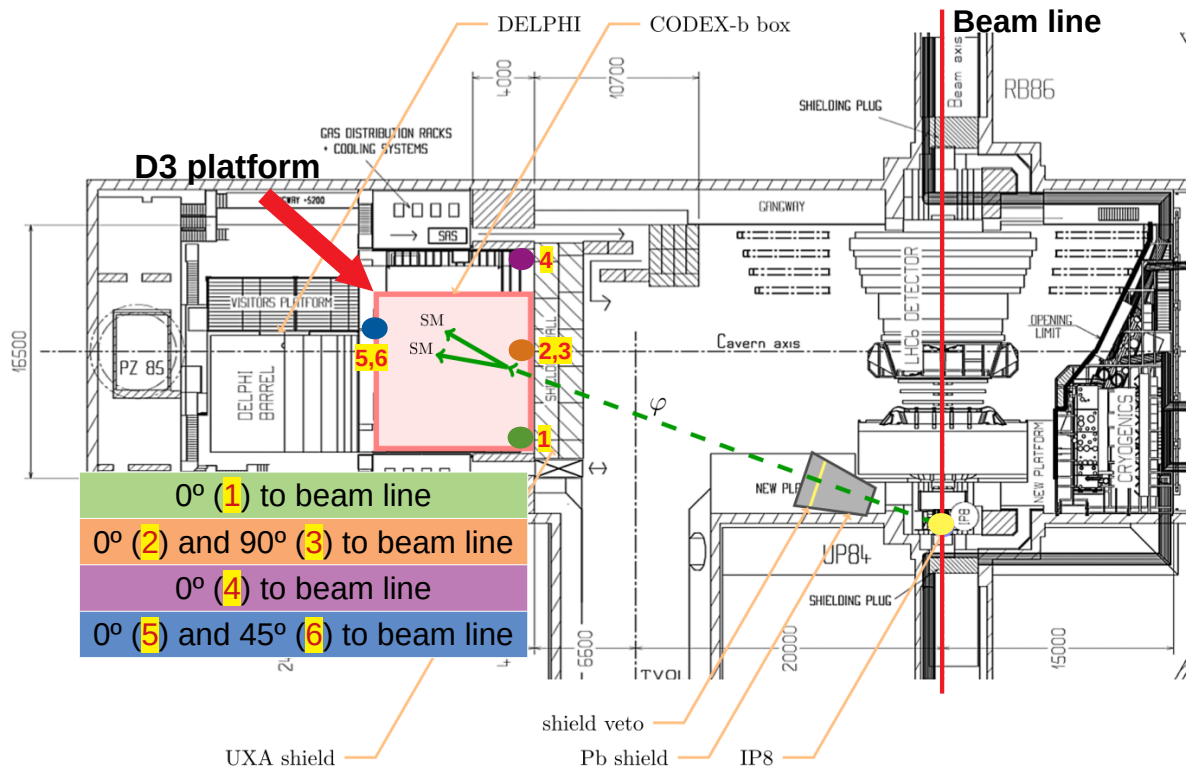 DELPHI
CODEX-b box
Beam line
4000
10700
Beam axis
RB86
SHIELDING PLUG
GAS DISTRIBUTION RACKS
+ COOLING SYSTEMS
D3 platform
GANGWAY
SAS
4
16500
VISITORS PLATFORM
SM
SM
5,6
2,3
1
PZ 85
DELPHI
BARREL
Cavern axis
LHCb DETECTOR
OPENING
LIMIT
φ
CRYOGENICS
NEW PLATFORM
IP8
UP84
SHIELDING PLUG
0º (1) to beam line
0º (2) and 90º (3) to beam line
0º (4) to beam line
0º (5) and 45º (6) to beam line
6600
20000
15000
shield veto
UXA shield
Pb shield
IP8